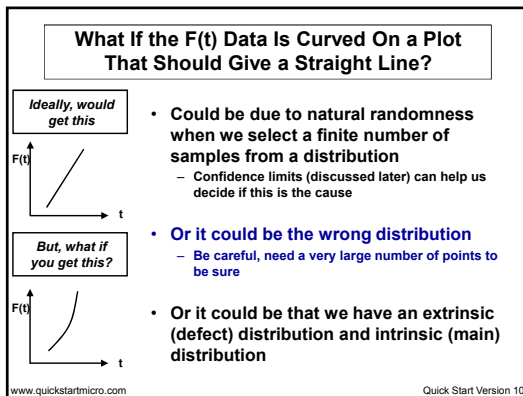 What If the F(t) Data Is Curved On a Plot
That Should Give a Straight Line?
Ideally, would
get this
F(t)
t
But, what if
you get this?
F(t)
t
• Could be due to natural randomness
when we select a finite number of
samples from a distribution
– Confidence limits (discussed later) can help us
decide if this is the cause
• Or it could be the wrong distribution
– Be careful, need a very large number of points to
be sure
• Or it could be that we have an extrinsic
(defect) distribution and intrinsic (main)
distribution
www.quickstartmicro.com
Quick Start Version 10